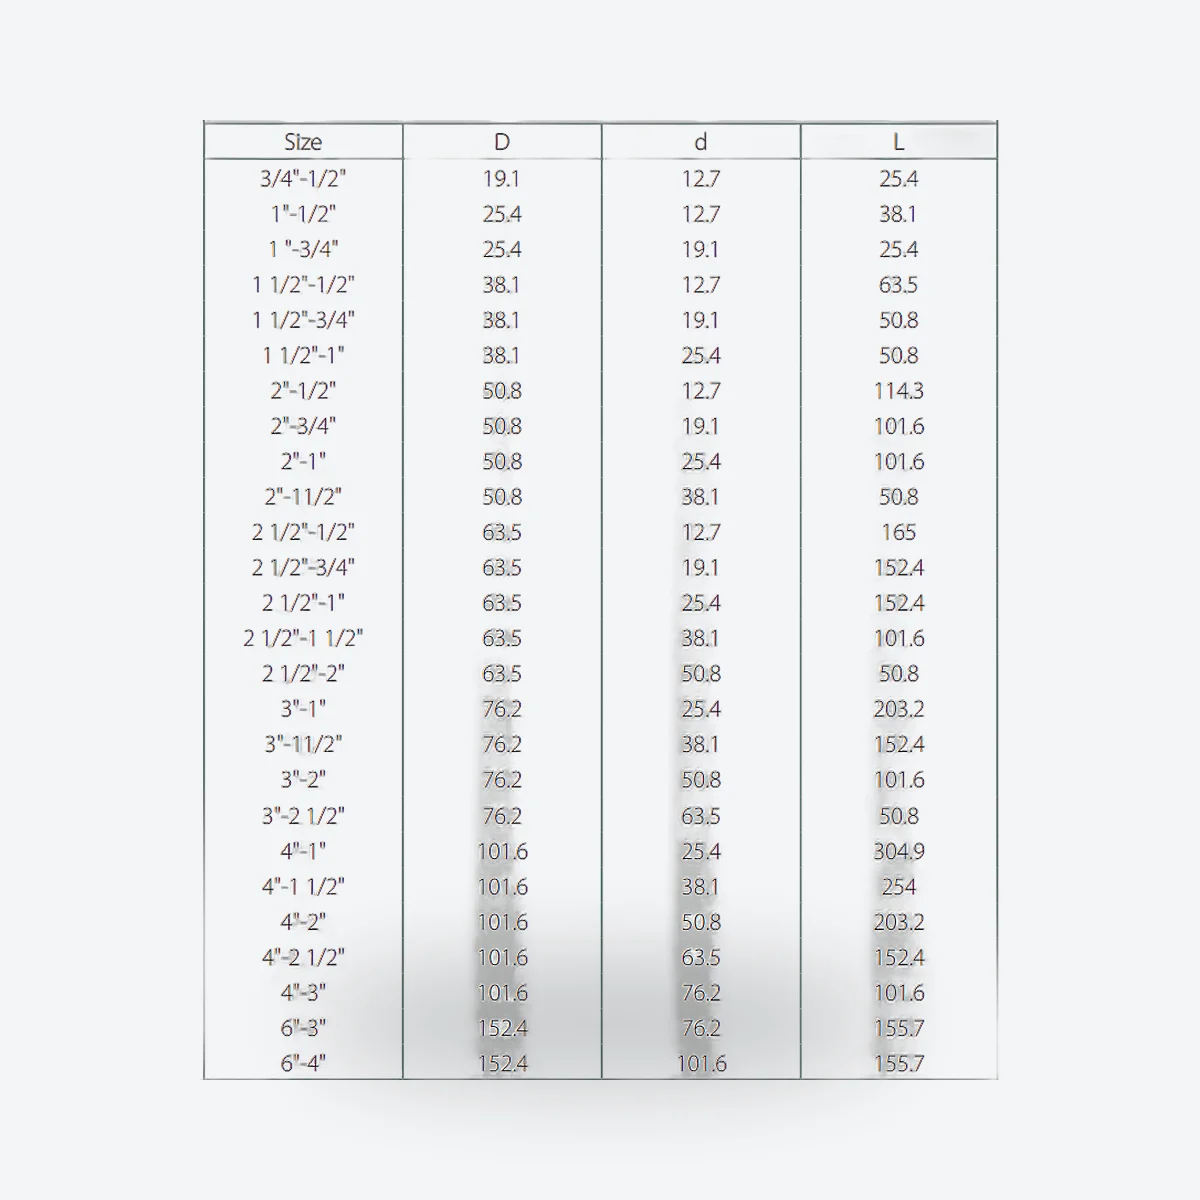 Size D d L
3/4"-1/2" 19.1 12.7 25.4
1"-1/2" 25.4 12.7 38.1
1 "-3/4" 25.4 19.1 25.4
1 1/2"-1/2" 38.1 12.7 63.5
1 1/2"-3/4" 38.1 19.1 50.8
1 1/2"-1" 38.1 25.4 50.8
2"-1/2" 50.8 12.7 114.3
2"-3/4" 50.8 19.1 101.6
2"-1" 50.8 25.4 101.6
2"-11/2" 50.8 38.1 50.8
2 1/2"-1/2" 63.5 12.7 165
2 1/2"-3/4" 63.5 19.1 152.4
2 1/2"-1" 63.5 25.4 152.4
2 1/2"-1 1/2" 63.5 38.1 101.6
2 1/2"-2" 63.5 50.8 50.8
3"-1" 76.2 25.4 203.2
3"-11/2" 76.2 38.1 152.4
3"-2" 76.2 50.8 101.6
3"-2 1/2" 76.2 63.5 50.8
4"-1" 101.6 25.4 304.9
4"-1 1/2" 101.6 38.1 254
4"-2" 101.6 50.8 203.2
4"-2 1/2" 101.6 63.5 152.4
4"-3" 101.6 76.2 101.6
6"-3" 152.4 76.2 155.7
6"-4" 152.4 101.6 155.7